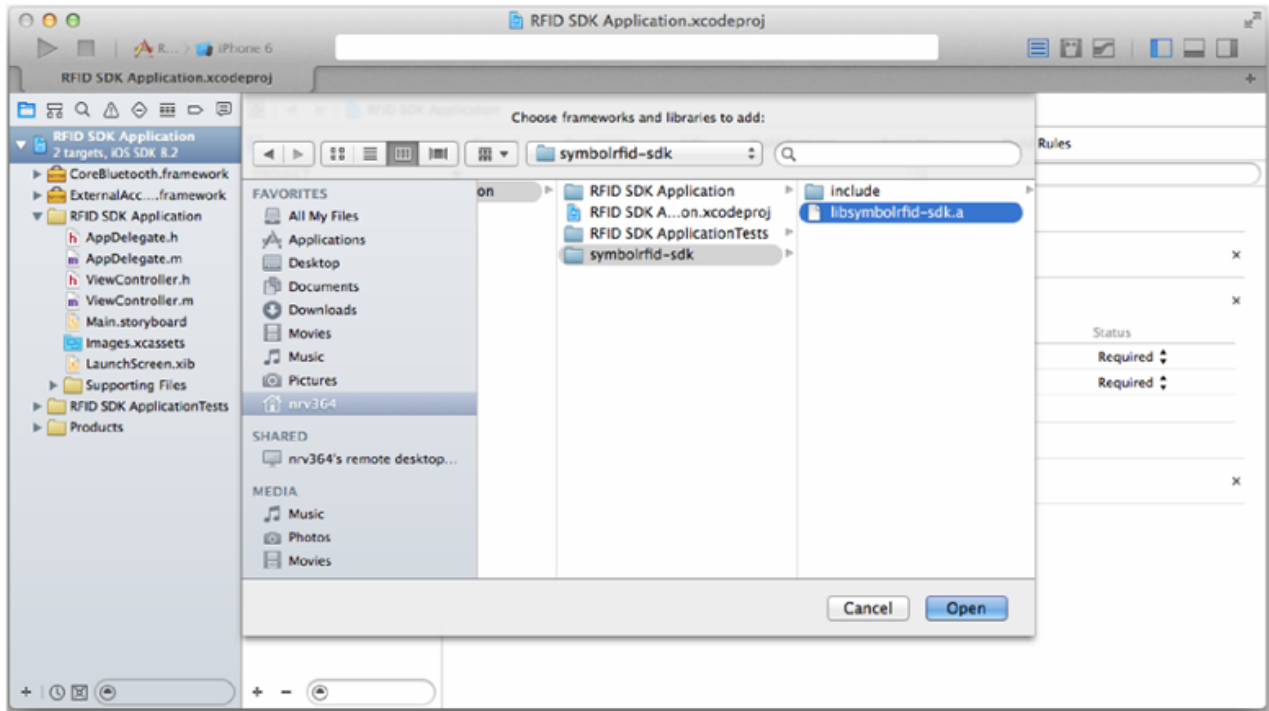 RFID SDK Application.xcodeproj
R... iPhone 6
RFID SDK Application.xcodeproj
RFID SDK Application
2 targets, iOS SDK 8.2
CoreBluetooth.framework
ExternalAcc....framework
RFID SDK Application
AppDelegate.h
AppDelegate.m
ViewController.h
ViewController.m
Main.storyboard
Images.xcassets
LaunchScreen.xib
Supporting Files
RFID SDK ApplicationTests
Products
RFID SDK Application
Choose frameworks and libraries to add:
symbolrfid-sdk
FAVORITES
All My Files
Applications
Desktop
Documents
Downloads
Movies
Music
Pictures
nrv364
SHARED
nrv364's remote desktop...
MEDIA
Music
Photos
Movies
on
RFID SDK Application
RFID SDK A...on.xcodeproj
RFID SDK ApplicationTests
symbolrfid-sdk
include
libsymbolrfid-sdk.a
Cancel
Open
Rules
Status
Required
Required